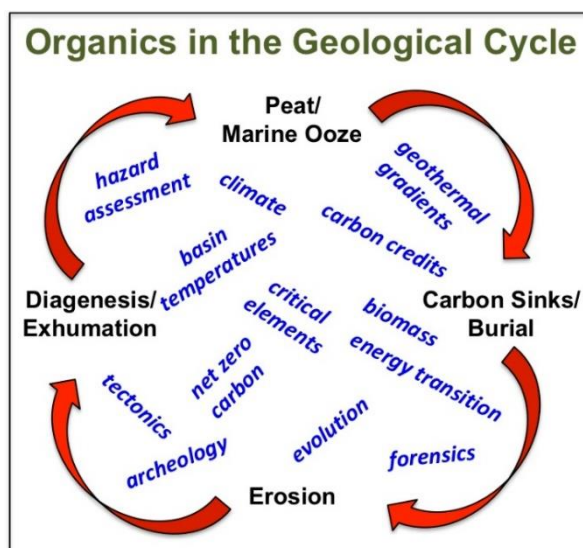 Organics in the Geological Cycle
Peat/
Marine Ooze
hazard
assessment
climate
geothermal
gradients
basin
temperatures
carbon credits
Diagenesis/
Exhumation
critical
elements
biomass
Carbon Sinks/
Burial
energy transition
net zero
carbon
tectonics
archeology
evolution
forensics
Erosion